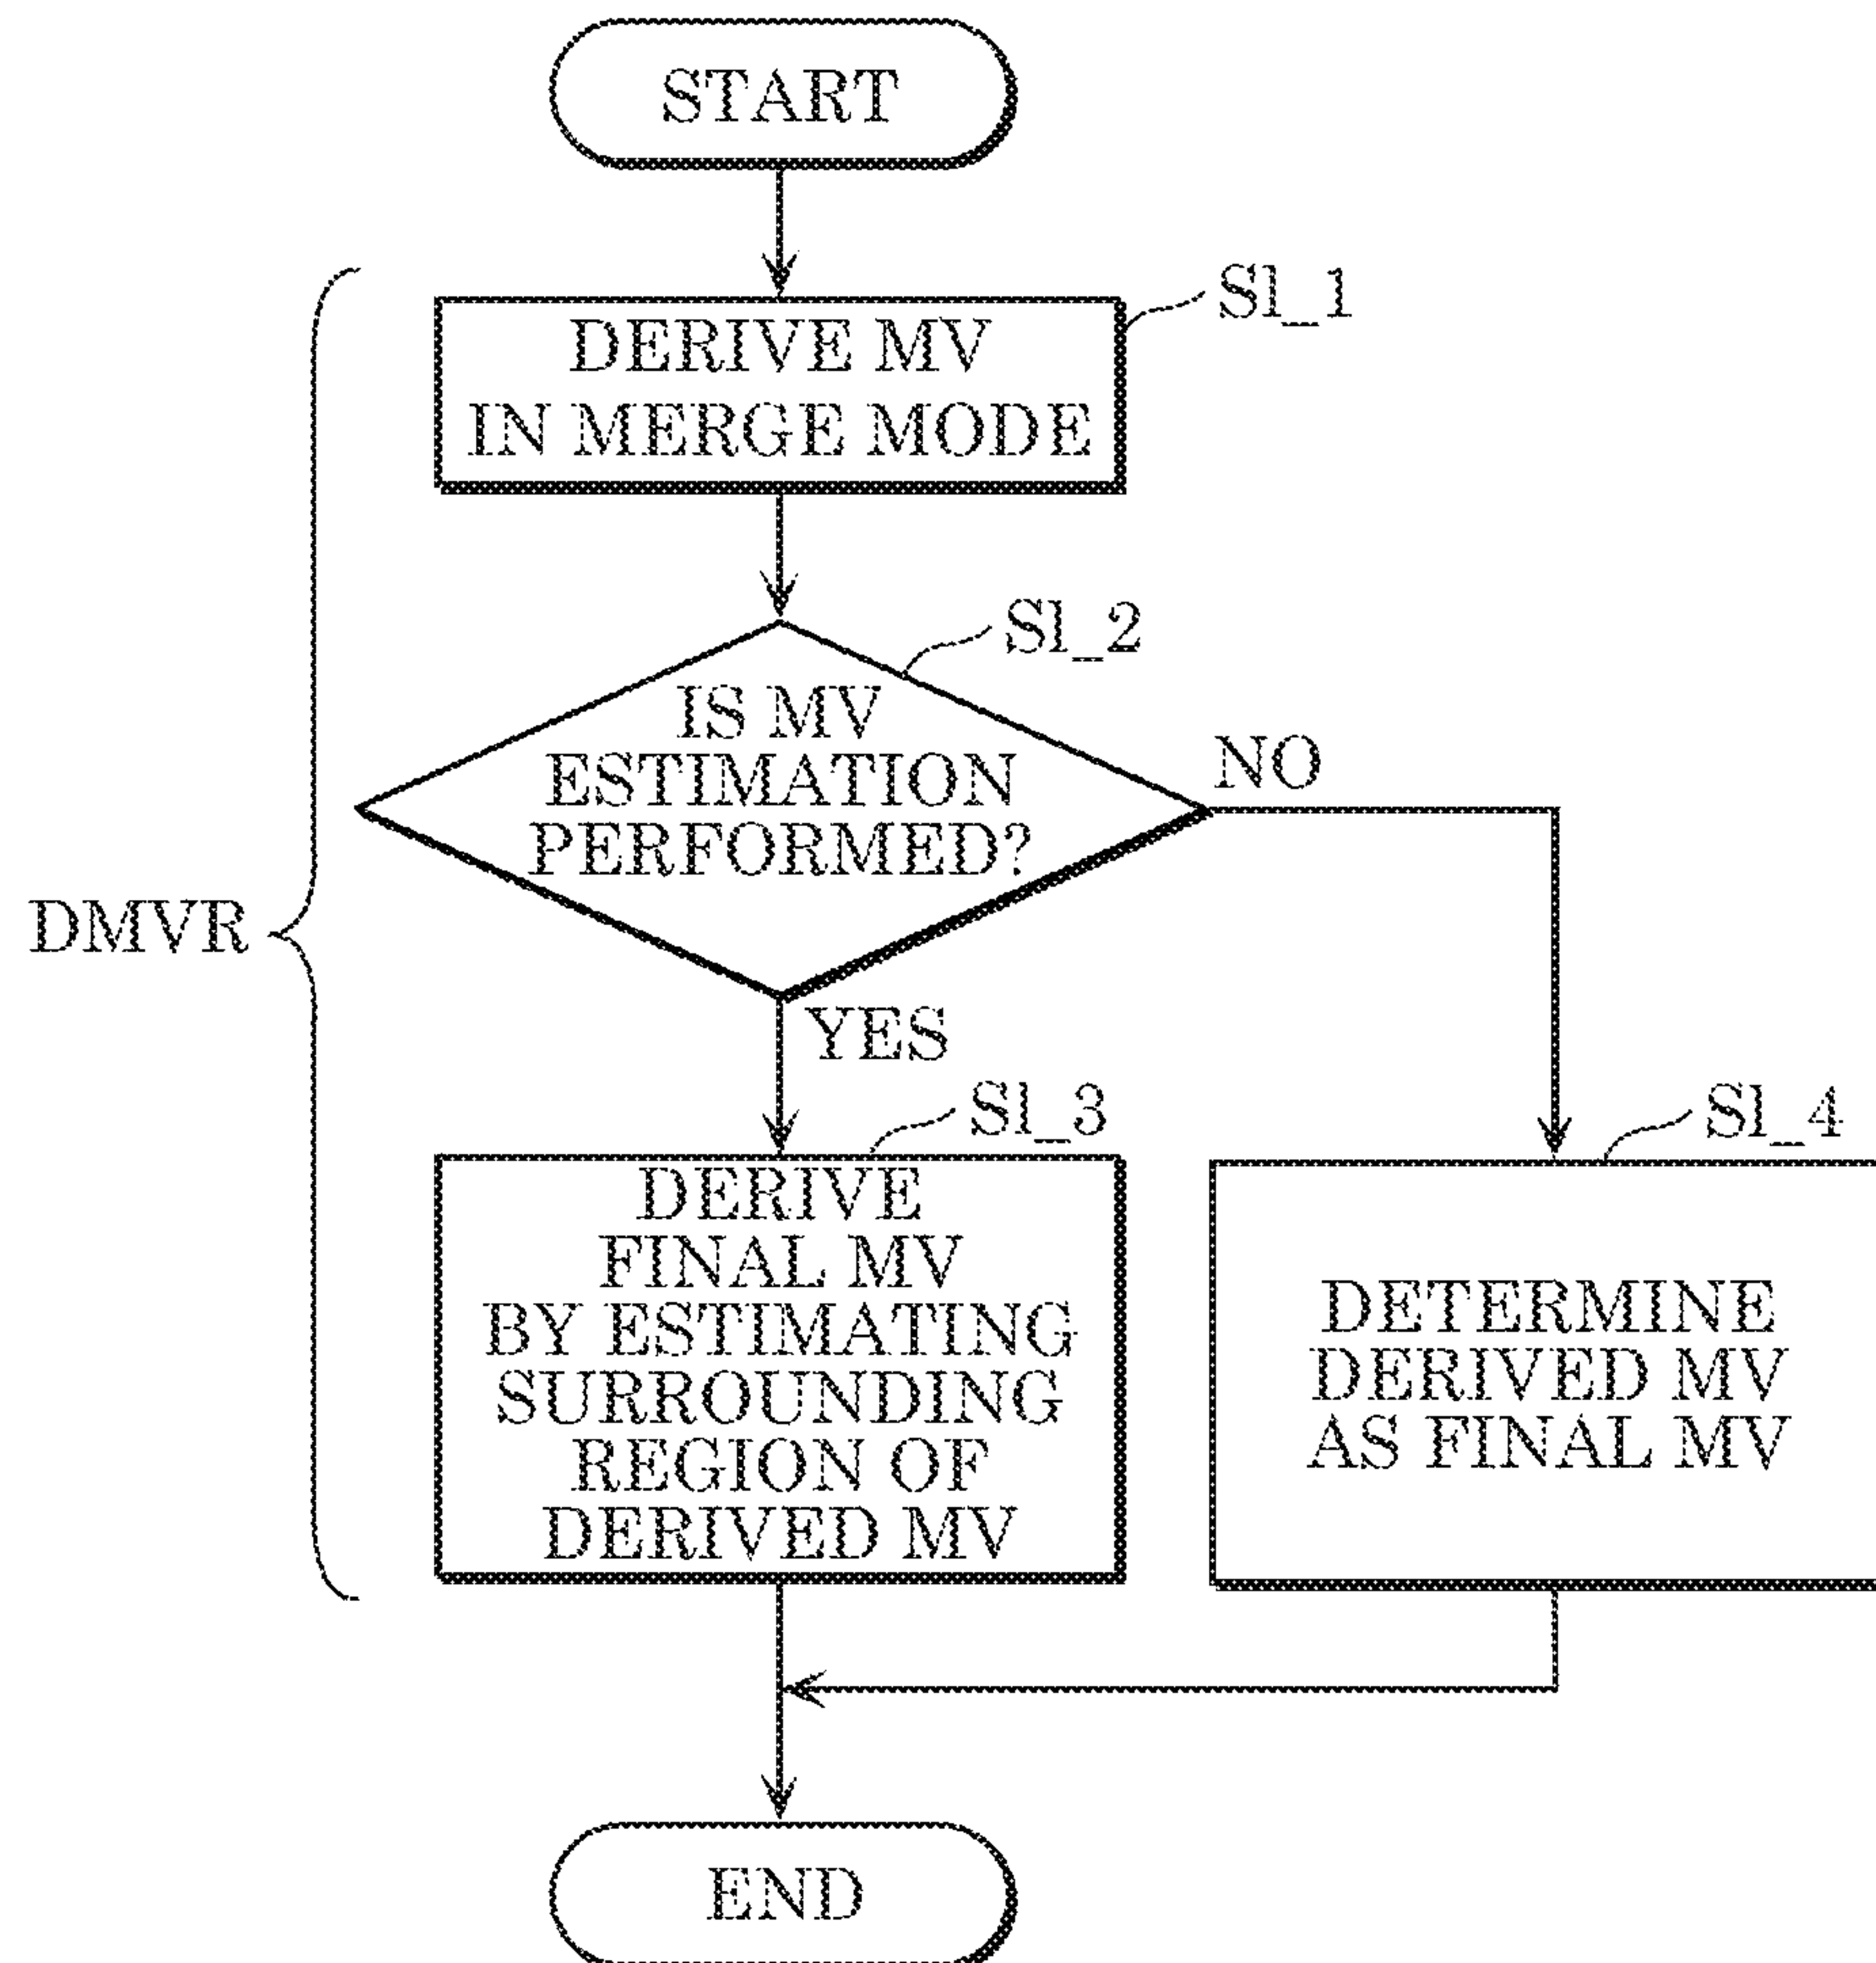 START
Sl_1
DERIVE MV
IN MERGE MODE
Sl_2
IS MV
ESTIMATION
PERFORMED?
NO
DMVR
YES
Sl_3
DERIVE
FINAL MV
BY ESTIMATING
SURROUNDING
REGION OF
DERIVED MV
Sl_4
DETERMINE
DERIVED MV
AS FINAL MV
END